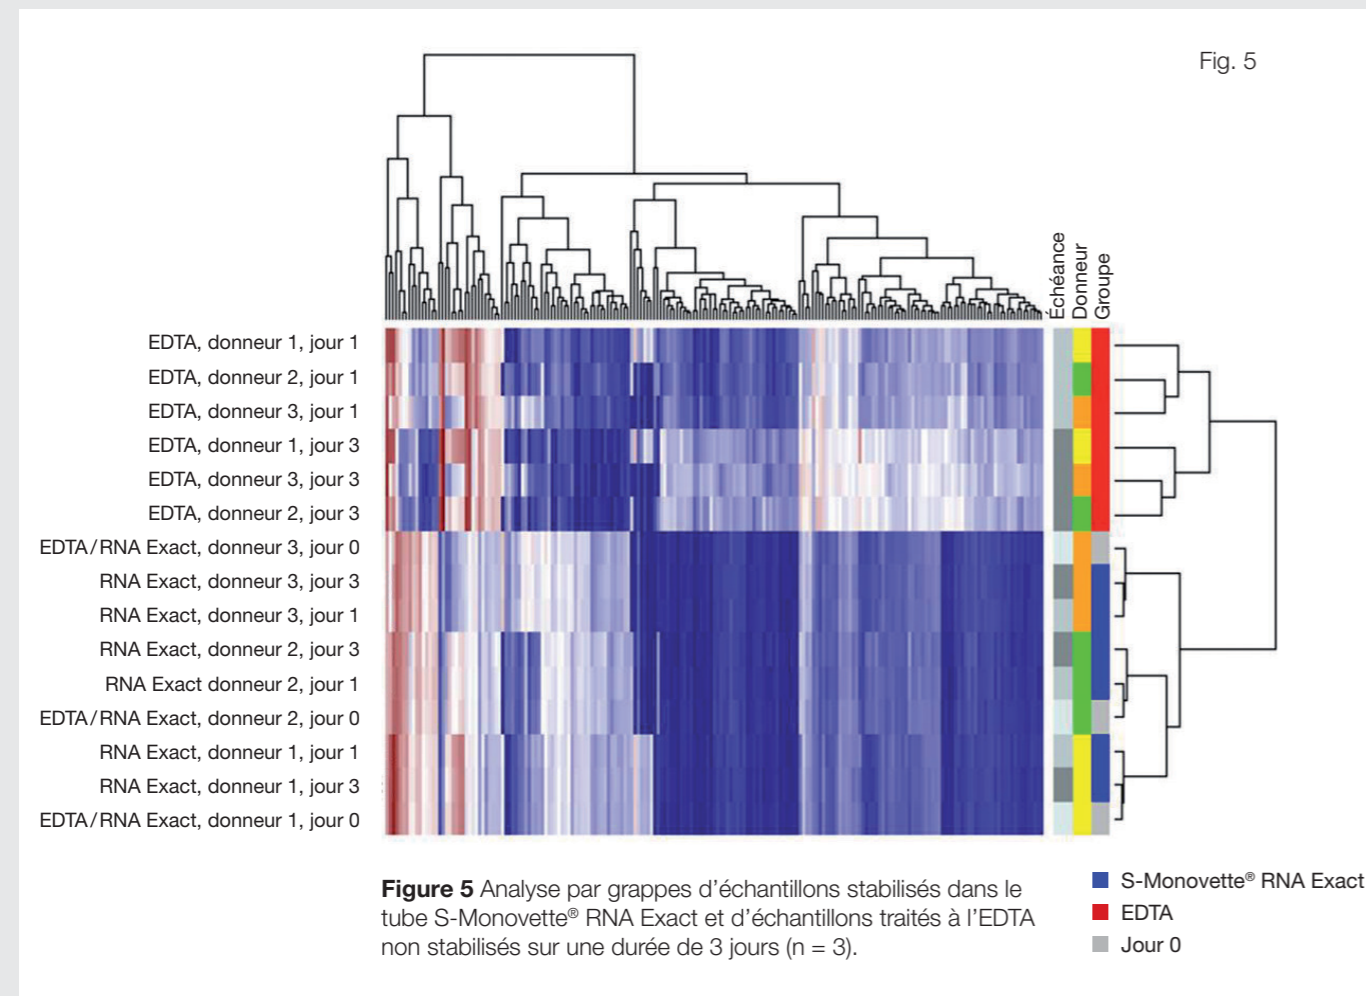 Fig. 5
Échéance
Donneur
Groupe
EDTA, donneur 1, jour 1
EDTA, donneur 2, jour 1
EDTA, donneur 3, jour 1
EDTA, donneur 1, jour 3
EDTA, donneur 3, jour 3
EDTA, donneur 2, jour 3
EDTA/RNA Exact, donneur 3, jour 0
RNA Exact, donneur 3, jour 3
RNA Exact, donneur 3, jour 1
RNA Exact, donneur 2, jour 3
RNA Exact donneur 2, jour 1
EDTA/RNA Exact, donneur 2, jour 0
RNA Exact, donneur 1, jour 1
RNA Exact, donneur 1, jour 3
EDTA/RNA Exact, donneur 1, jour 0
Figure 5 Analyse par grappes d’échantillons stabilisés dans le
tube S-Monovette® RNA Exact et d’échantillons traités à l’EDTA
non stabilisés sur une durée de 3 jours (n = 3).
S-Monovette® RNA Exact
EDTA
Jour 0